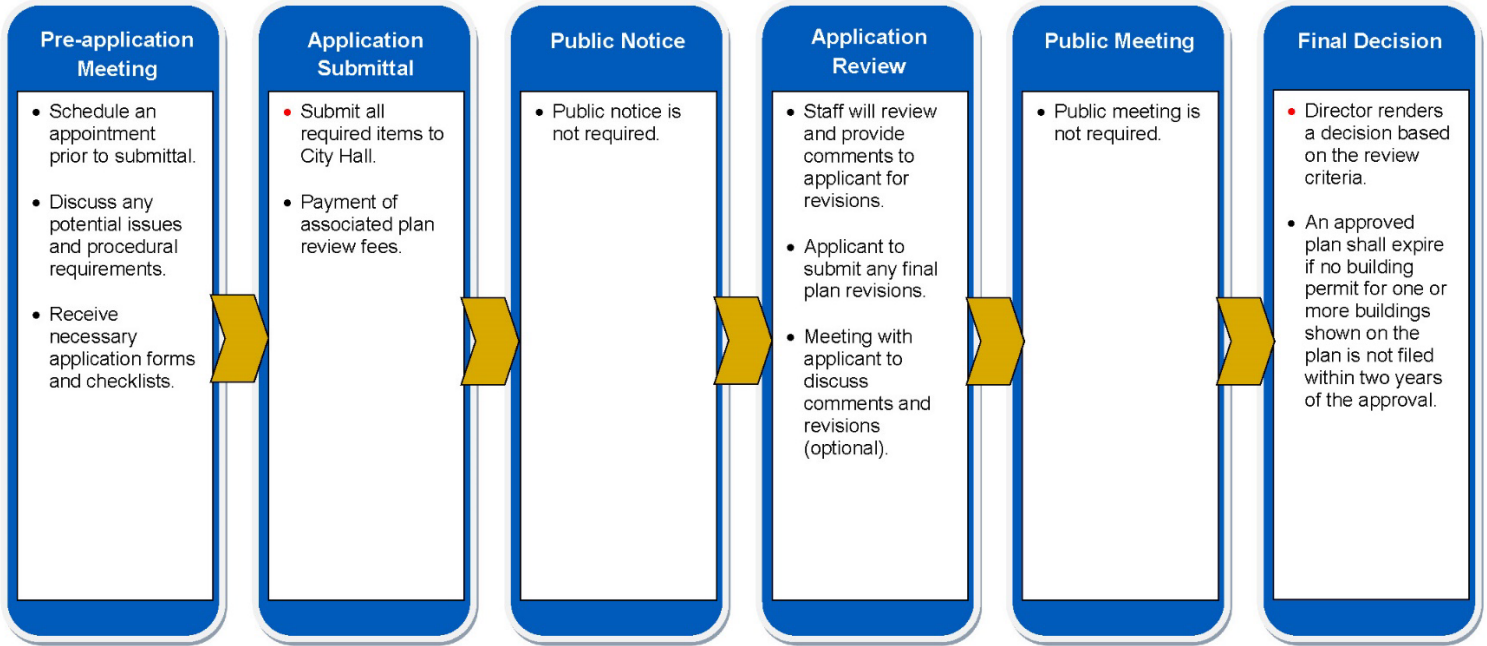 Pre-application
Meeting
• Schedule an
appointment
prior to submittal.
• Discuss any
potential issues
and procedural
requirements.
• Receive
necessary
application forms
and checklists.
Application
Submittal
• Submit all
required items to
City Hall.
• Payment of
associated plan
review fees.
Public Notice
• Public notice is
not required.
Application
Review
• Staff will review
and provide
comments to
applicant for
revisions.
• Applicant to
submit any final
plan revisions.
• Meeting with
applicant to
discuss
comments and
revisions
(optional).
Public Meeting
• Public meeting is
not required.
Final Decision
• Director renders
a decision based
on the review
criteria.
• An approved
plan shall expire
if no building
permit for one or
more buildings
shown on the
plan is not filed
within two years
of the approval.